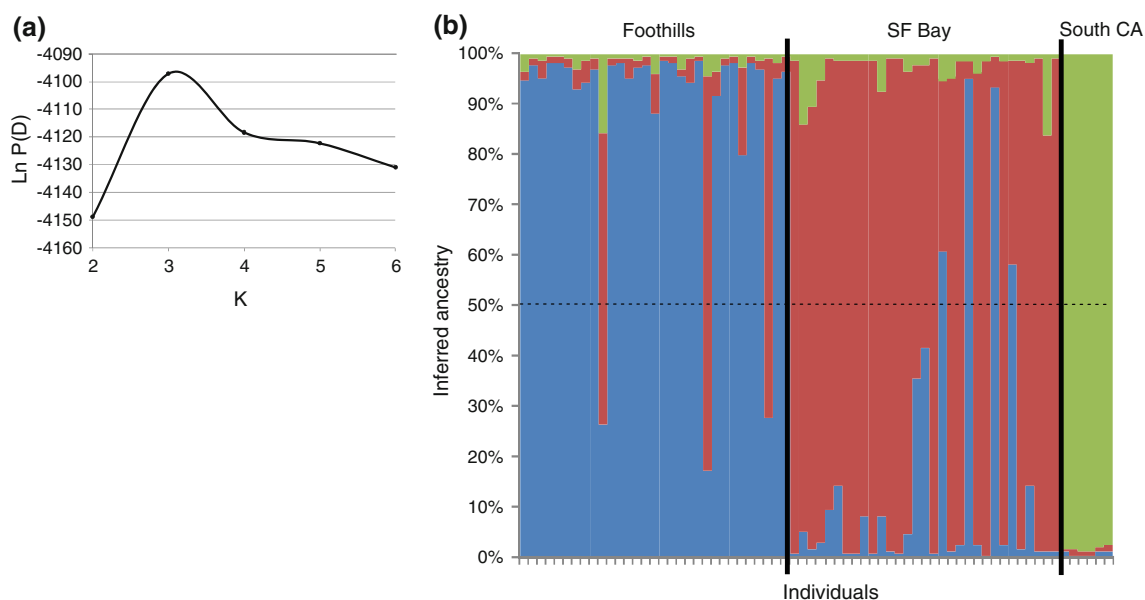 (a)
-4090
-4100
-4110
-4120
-4130
-4140
-4150
-4160
Ln P(D)
2 3 4 5 6
K
(b)
Foothills SF Bay South CA
100%
90%
80%
70%
60%
50%
40%
30%
20%
10%
0%
Inferred ancestry
Individuals